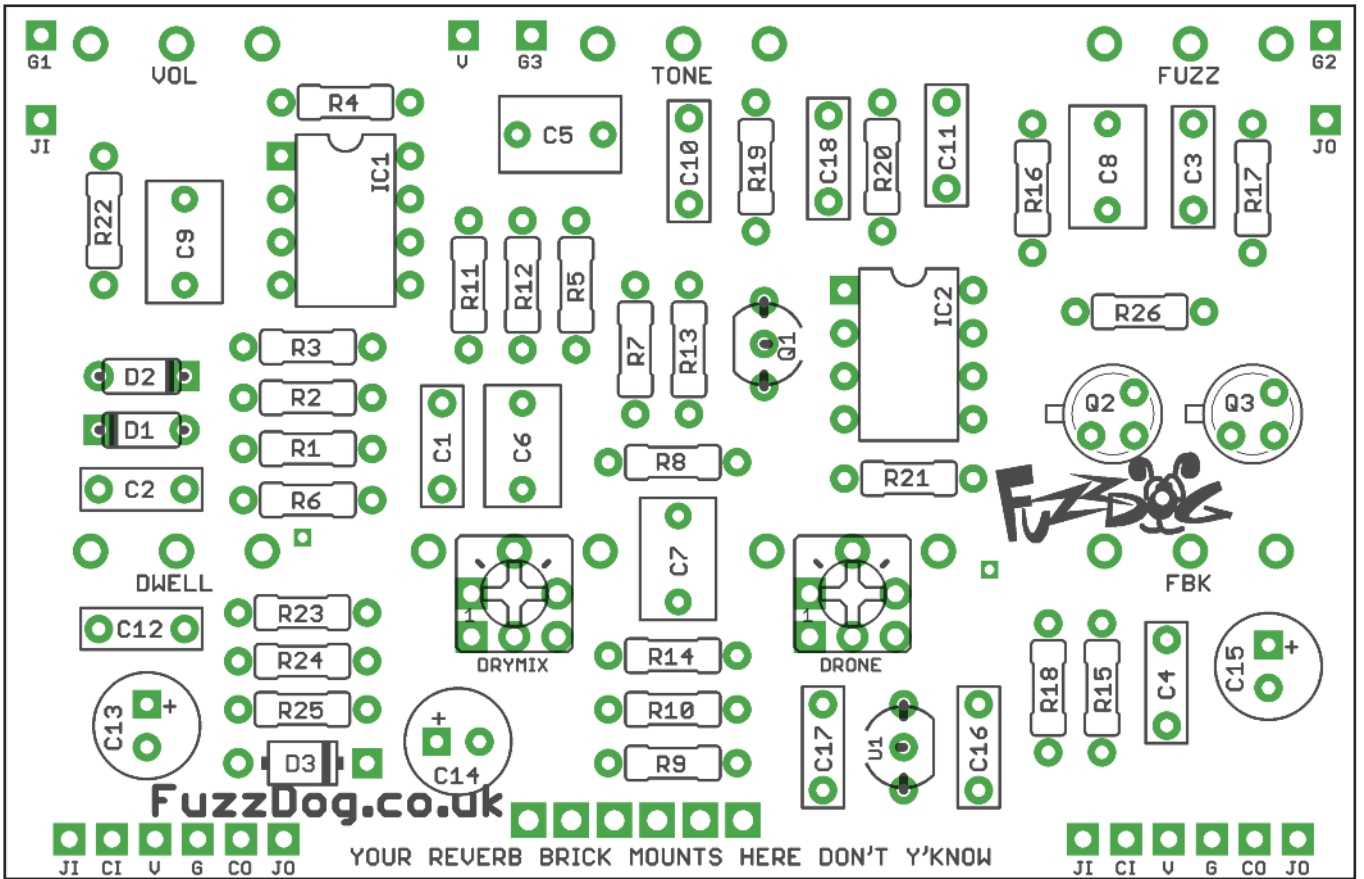 G1
VOL
V
G3
TONE
FUZZ
G2
JI
JO
R4
C5
C10
R19
C18
R20
C11
R16
C8
C3
R17
R22
C9
IC1
R11
R12
R5
R7
R13
Q1
IC2
R26
R3
D2
R2
D1
R1
C2
R6
C1
C6
R8
R21
Q2
Q3
FuzzDog
DWELL
C7
FBK
C12
R23
R24
R25
1
DRYMIX
1
DRONE
R14
R10
R9
R18
R15
C4
C15
+
C13
+
D3
+
C14
C17
U1
C16
FuzzDog.co.uk
YOUR REVERB BRICK MOUNTS HERE DON'T Y'KNOW
JI CI V G CO JO
JI CI V G CO JO